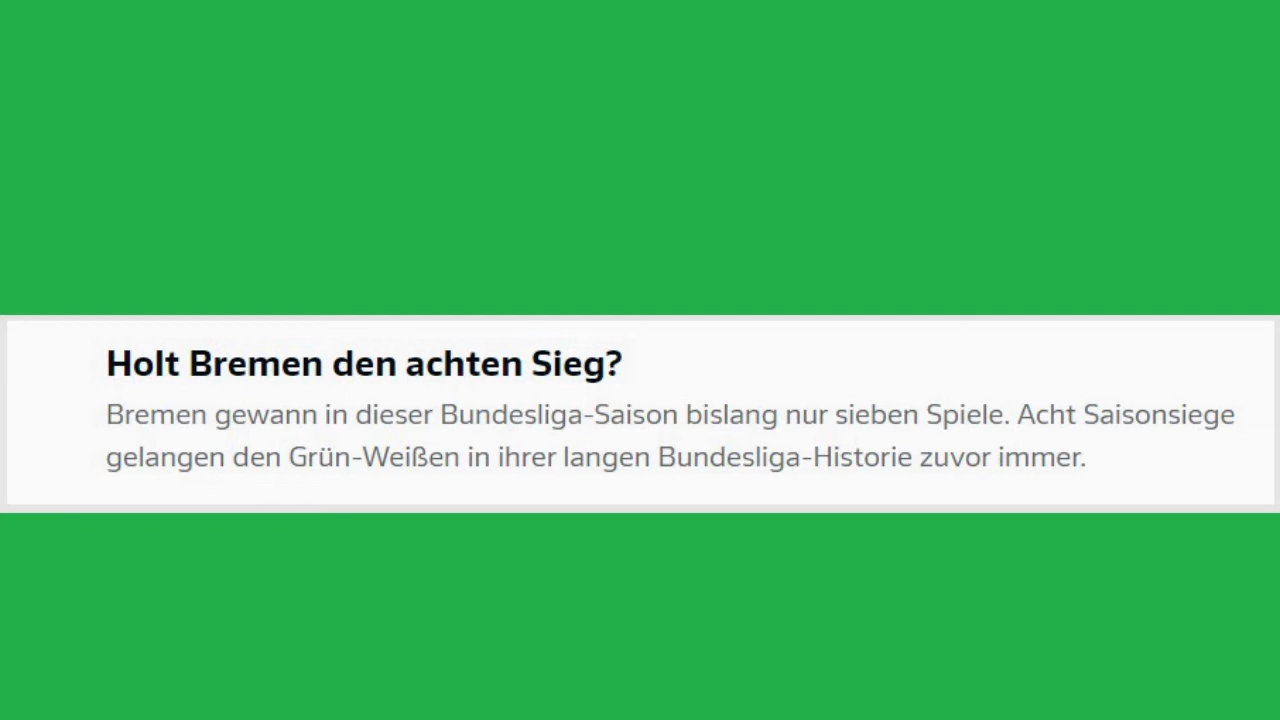 Holt Bremen den achten Sieg?
Bremen gewann in dieser Bundesliga-Saison bislang nur sieben Spiele. Acht Saisonsiege
gelangen den Grün-Weißen in ihrer langen Bundesliga-Historie zuvor immer.